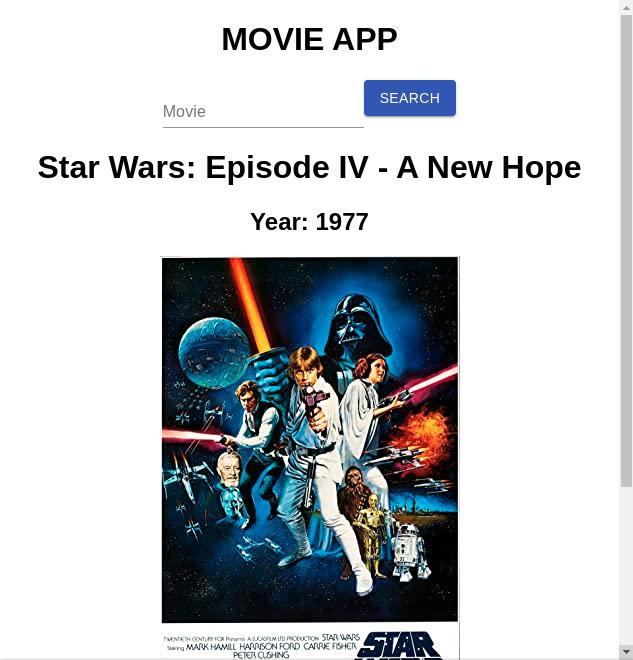 MOVIE APP
Movie
SEARCH
Star Wars: Episode IV - A New Hope
Year: 1977
TWENTIETH CENTURY-FOX Presents A LUCASFILM LTD PRODUCTION STAR WARS
Starring MARK HAMILL HARRISON FORD CARRIE FISHER
PETER CUSHING
STAR